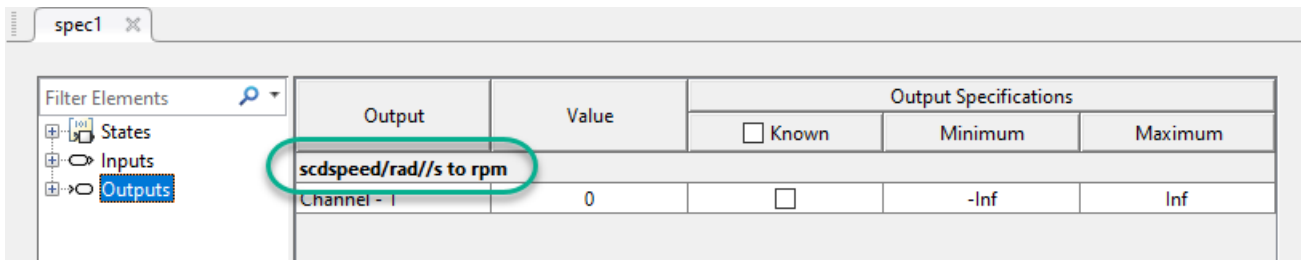 spec1
Filter Elements
States
Inputs
Outputs
Output Value Output Specifications
Known Minimum Maximum
scdspeed/rad//s to rpm
Channel - 1 0 -Inf Inf